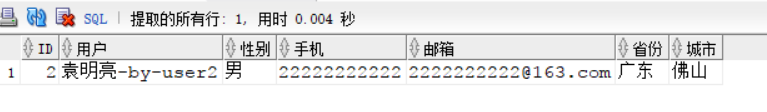 SQL | 提取的所有行: 1, 用时 0.004 秒
ID 用户 性别 手机 邮箱 省份 城市
1 2 袁明亮-by-user2 男 22222222222 2222222222@163.com 广东 佛山